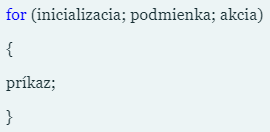 for (inicializacia; podmienka; akcia)
{
príkaz;
}